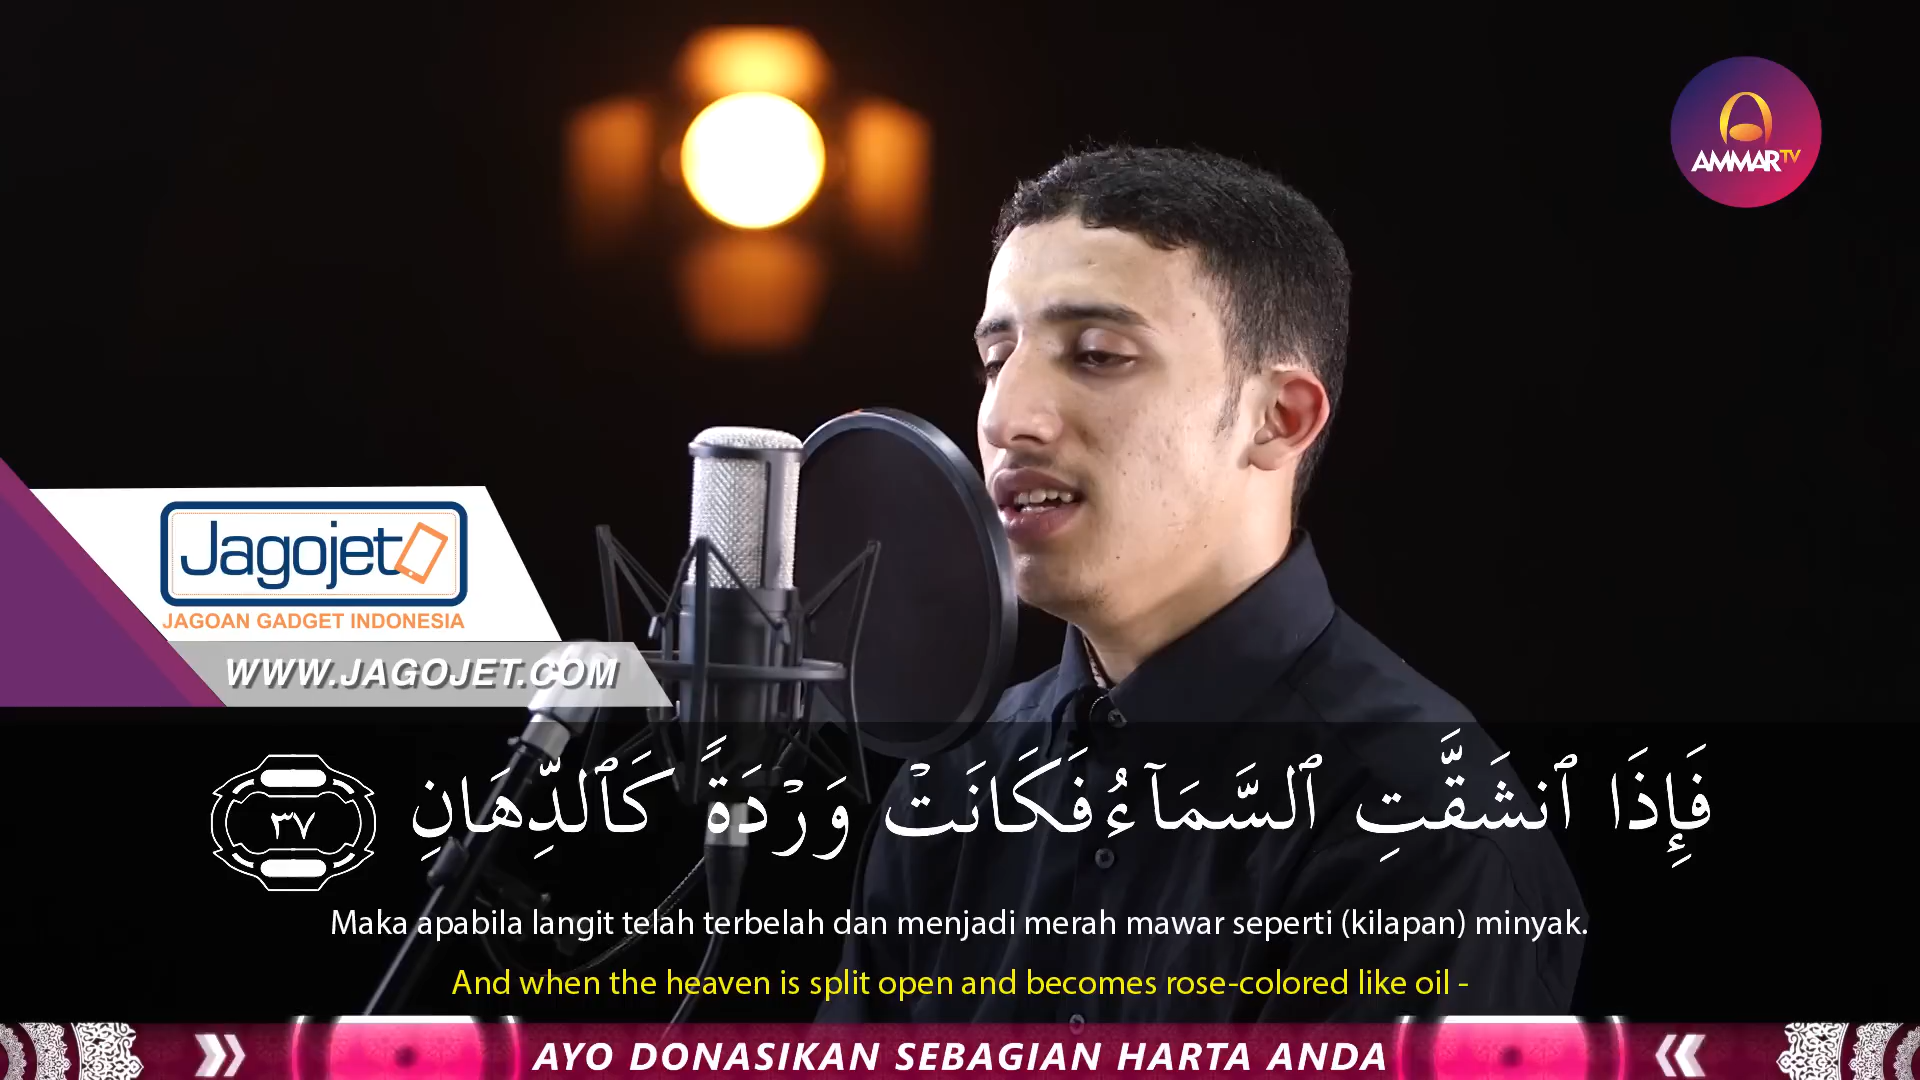 AMMAR TV
Jagojet
JAGOAN GADGET INDONESIA
WWW.JAGOJET.COM
فَإِذَا ٱنشَقَّتِ ٱلسَّمَآءُ فَكَانَتْ وَرْدَةً كَٱلدِّهَانِ ٣٧
Maka apabila langit telah terbelah dan menjadi merah mawar seperti (kilapan) minyak.
And when the heaven is split open and becomes rose-colored like oil -
AYO DONASIKAN SEBAGIAN HARTA ANDA